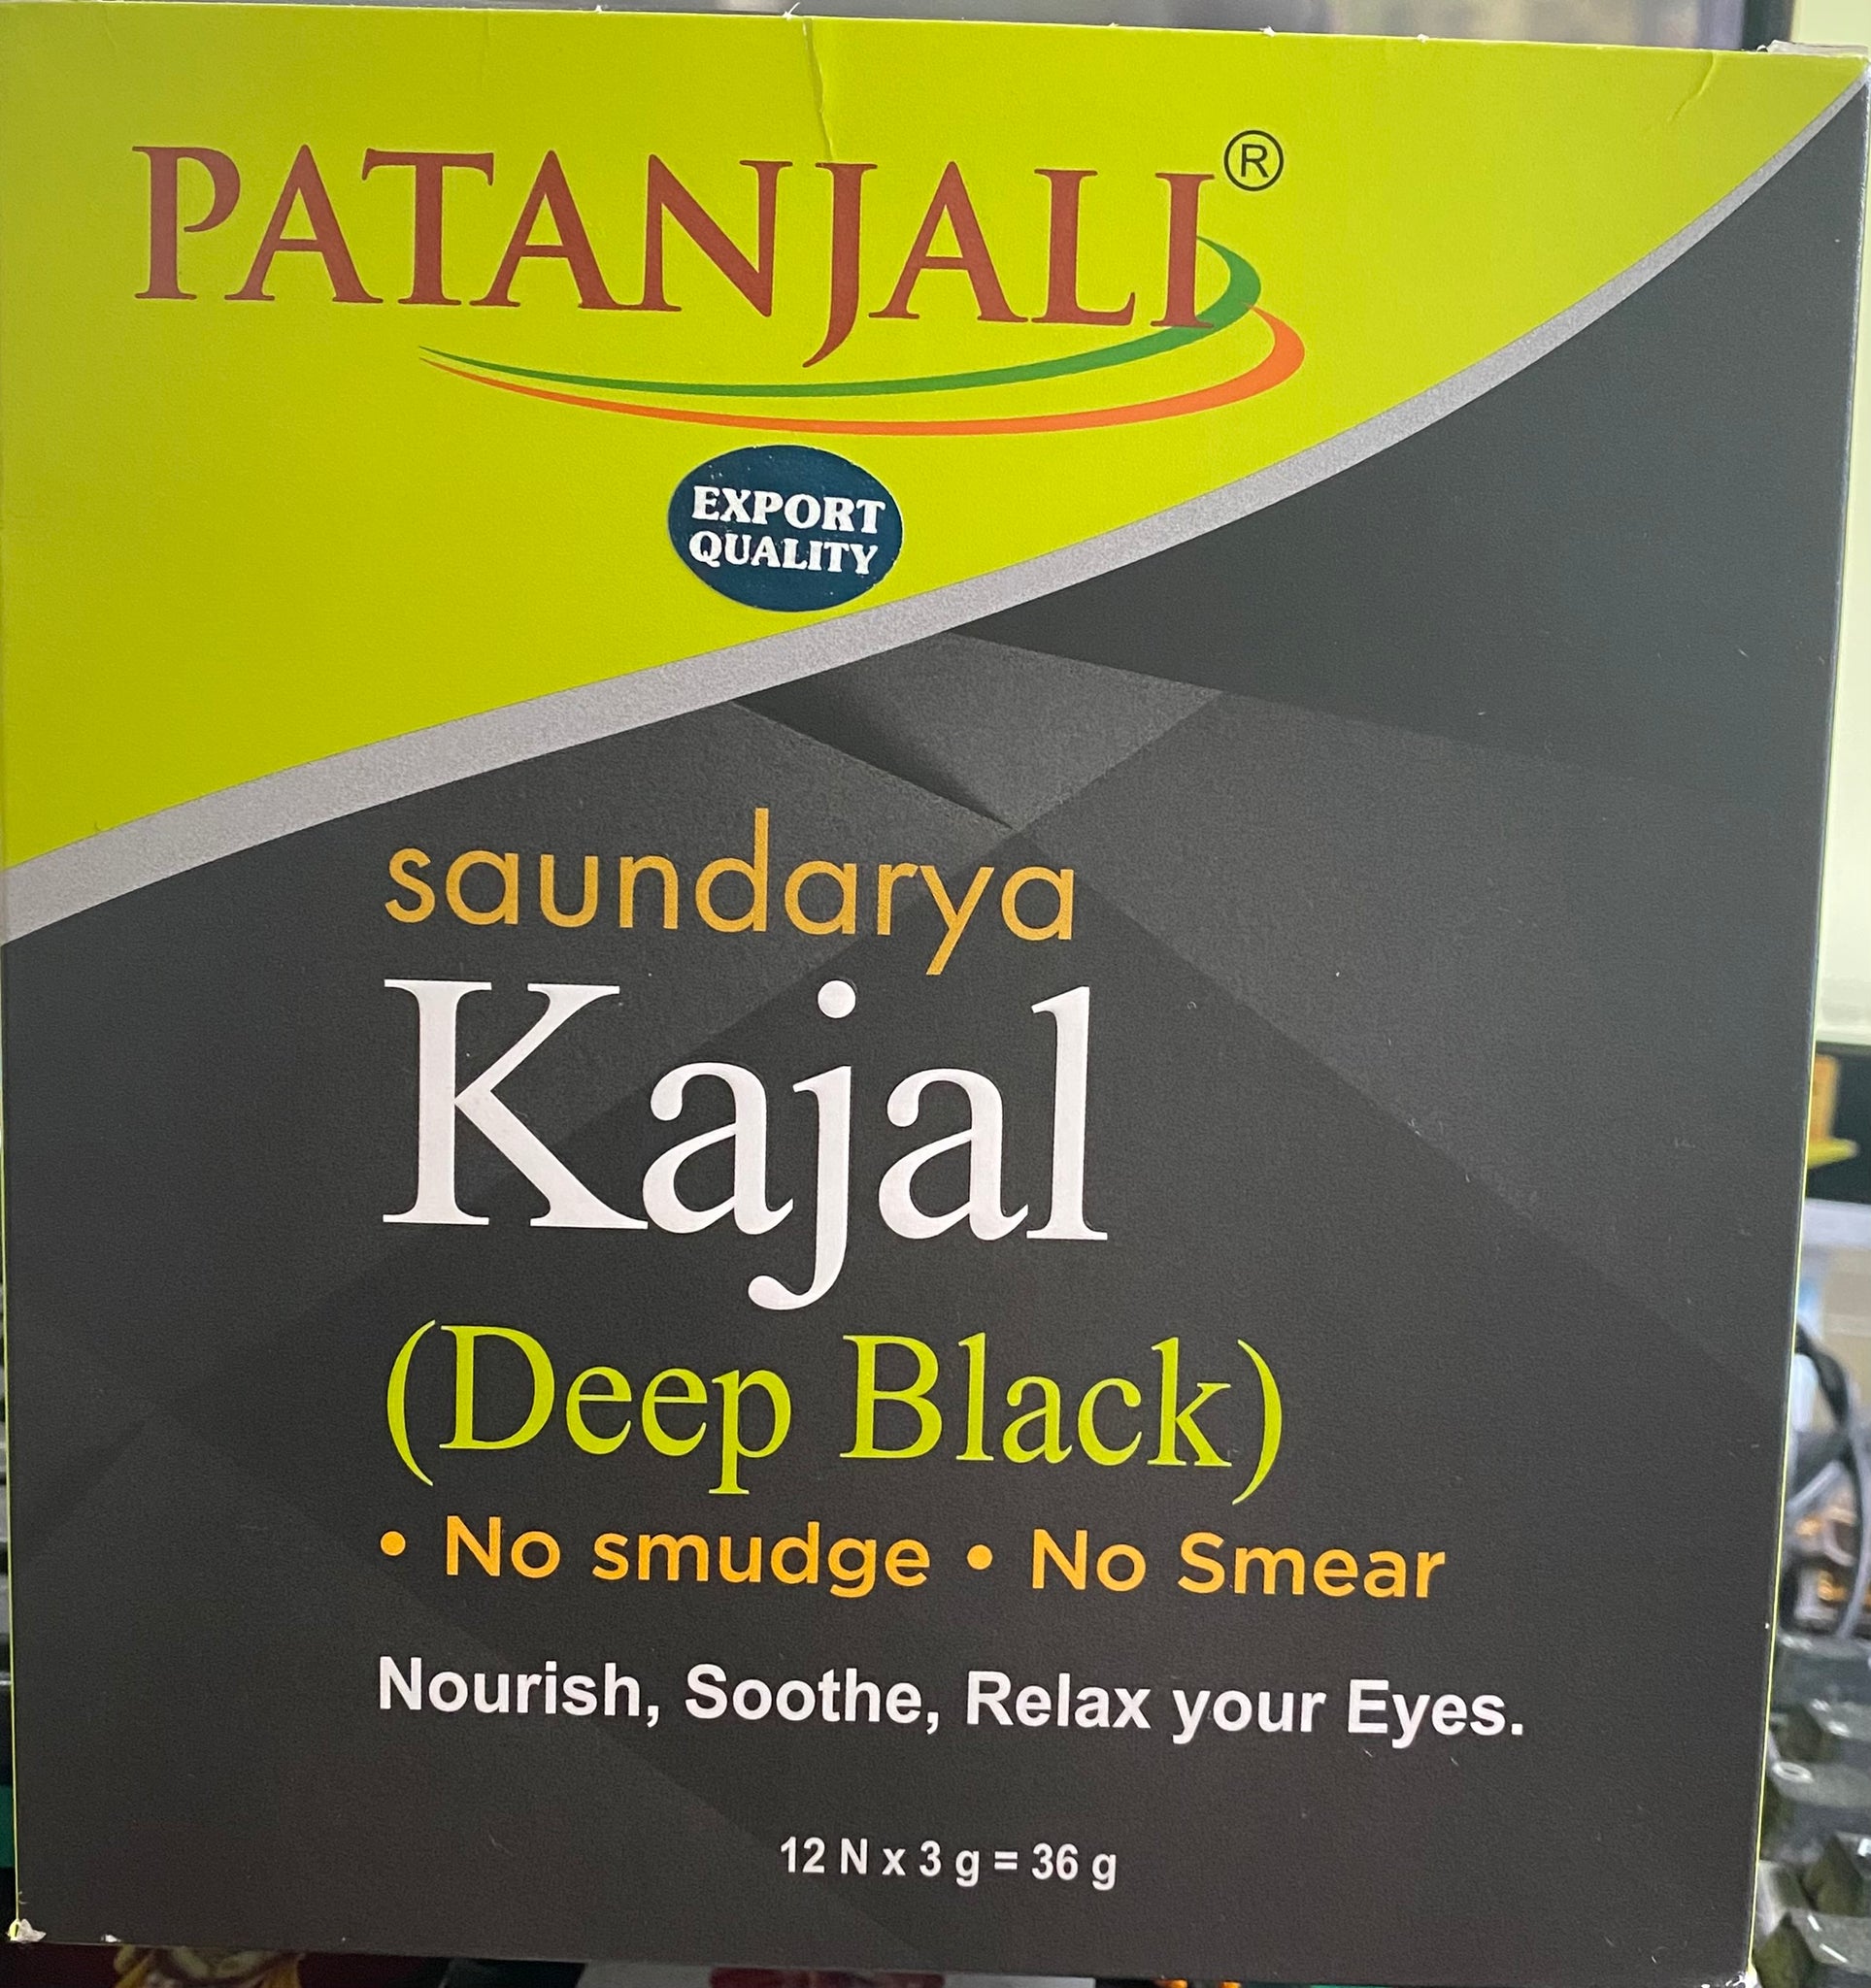 PATANJALI®
EXPORT
QUALITY
saundarya
Kajal
(Deep Black)
• No smudge • No Smear
Nourish, Soothe, Relax your Eyes.
12 N x 3 g = 36 g